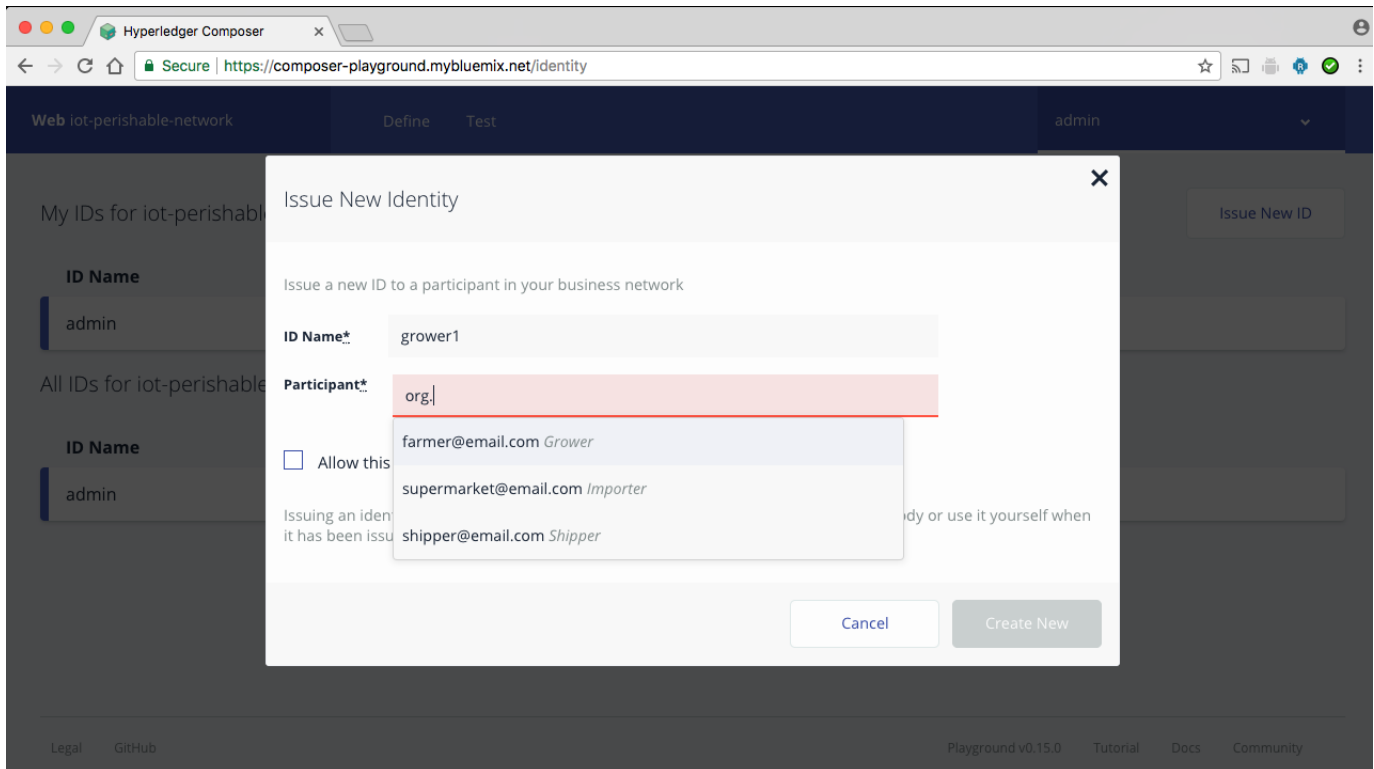 Hyperledger Composer
Secure | https://composer-playground.mybluemix.net/identity
Web iot-perishable-network Define Test admin
Issue New Identity
My IDs for iot-perishabl
Issue New ID
ID Name
Issue a new ID to a participant in your business network
admin
ID Name* grower1
All IDs for iot-perishable
Participant* org.
farmer@email.com Grower
ID Name
Allow this
admin
supermarket@email.com Importer
Issuing an iden dy or use it yourself when
it has been issu shipper@email.com Shipper
Cancel Create New
Legal GitHub Playground v0.15.0 Tutorial Docs Community